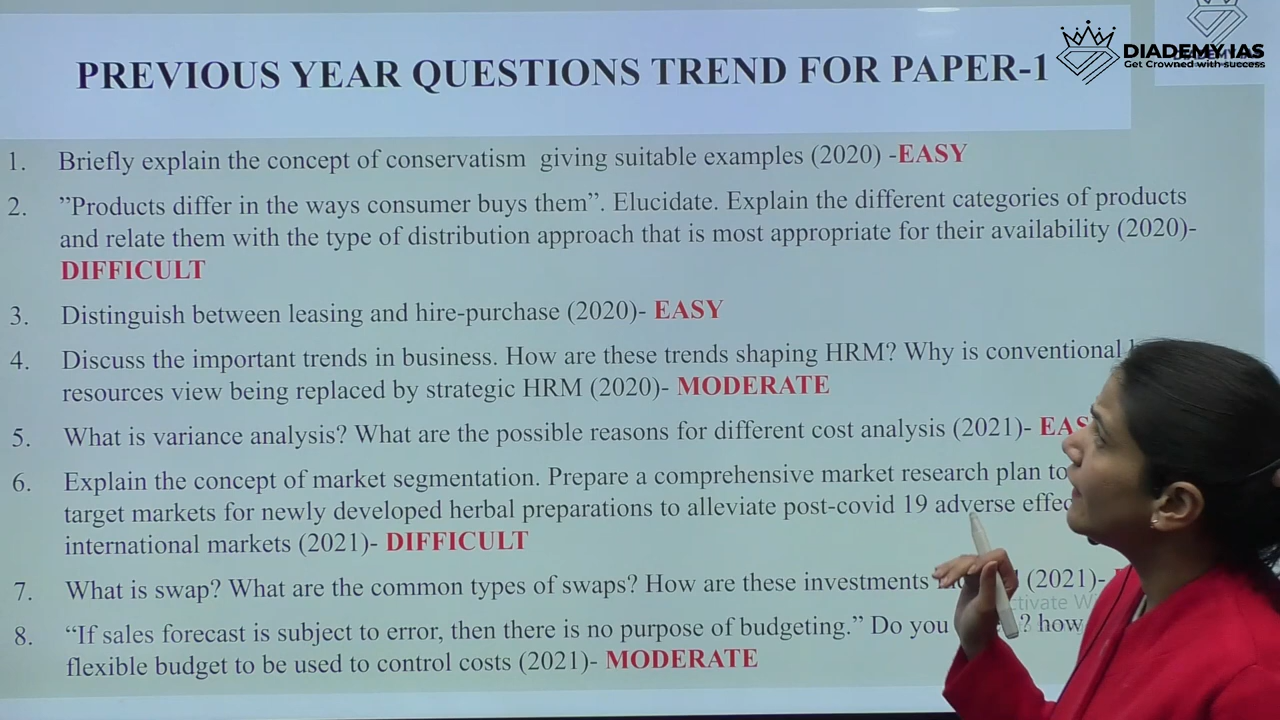 DIADEMY IAS
Get Crowned with success
PREVIOUS YEAR QUESTIONS TREND FOR PAPER-1
1. Briefly explain the concept of conservatism giving suitable examples (2020) -EASY
2. ”Products differ in the ways consumer buys them”. Elucidate. Explain the different categories of products
and relate them with the type of distribution approach that is most appropriate for their availability (2020)-
DIFFICULT
3. Distinguish between leasing and hire-purchase (2020)- EASY
4. Discuss the important trends in business. How are these trends shaping HRM? Why is conventional
resources view being replaced by strategic HRM (2020)- MODERATE
5. What is variance analysis? What are the possible reasons for different cost analysis (2021)- EAS
6. Explain the concept of market segmentation. Prepare a comprehensive market research plan to
target markets for newly developed herbal preparations to alleviate post-covid 19 adverse effec
international markets (2021)- DIFFICULT
7. What is swap? What are the common types of swaps? How are these investments (2021)-
ctivate W
8. “If sales forecast is subject to error, then there is no purpose of budgeting.” Do you ? how
flexible budget to be used to control costs (2021)- MODERATE